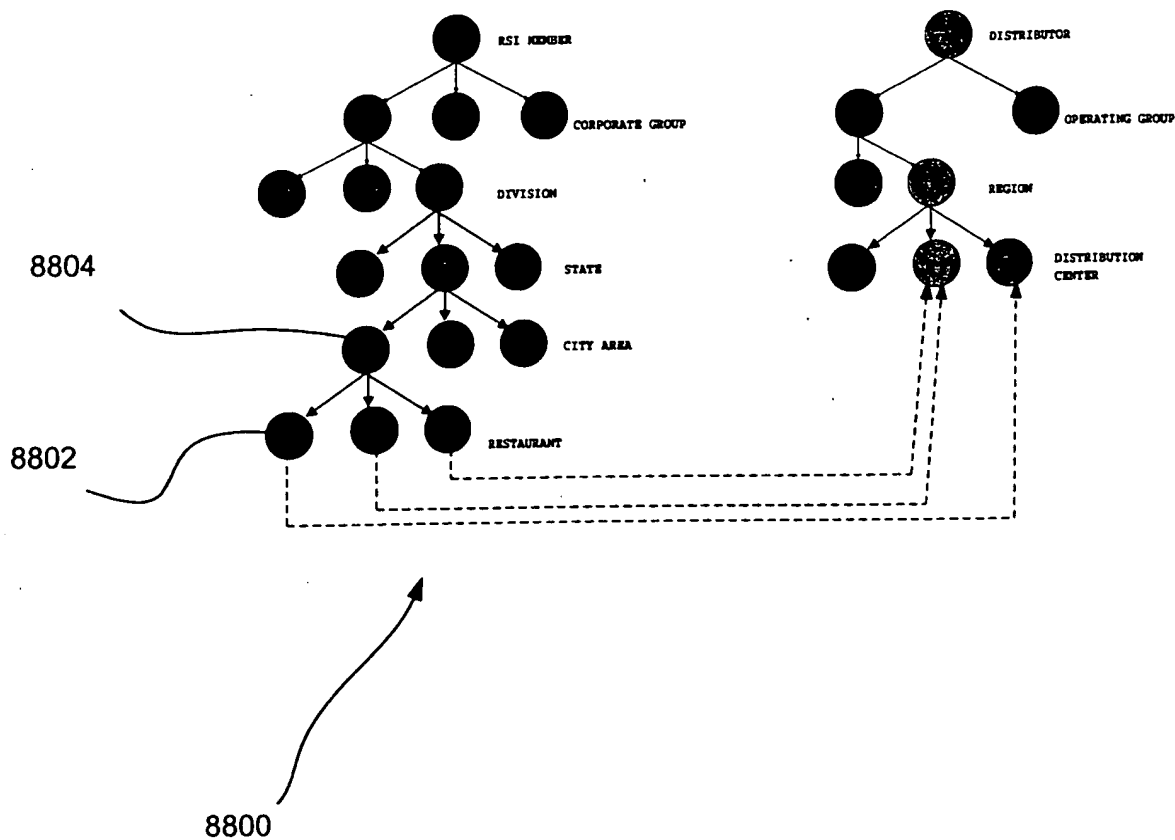 RSI MEMBER
DISTRIBUTOR
CORPORATE GROUP
OPERATING GROUP
DIVISION
REGION
8804
STATE
DISTRIBUTION
CENTER
CITY AREA
8802
RESTAURANT
8800